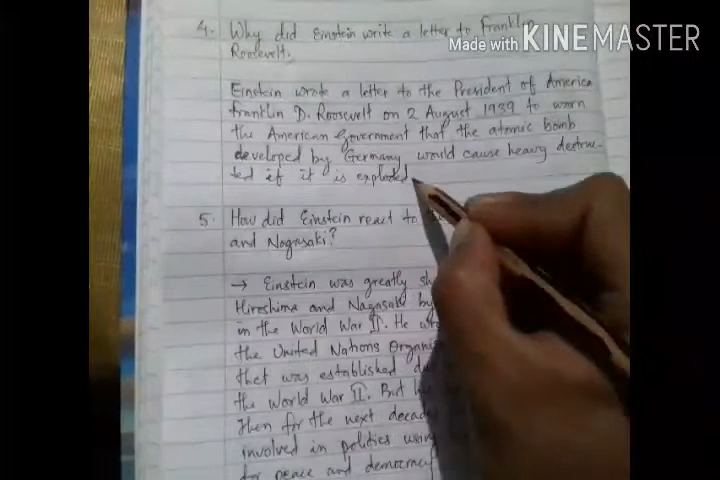 4. Why did Einstein write a letter to Franklin
Roosevelt.
Made with KINEMASTER
Einstein wrote a letter to the President of America
Franklin D. Roosevelt on 2 August 1939 to warn
the American Government that the atomic bomb
developed by Germany would cause heavy destruc-
ted if it is exploded
5. How did Einstein react to
and Nagasaki?
→ Einstein was greatly
Hiroshima and Nagasaki
in the World War II. He
the United Nations
that was established
the World War II. But
then for the next decade
involved in politics
for peace and democracy